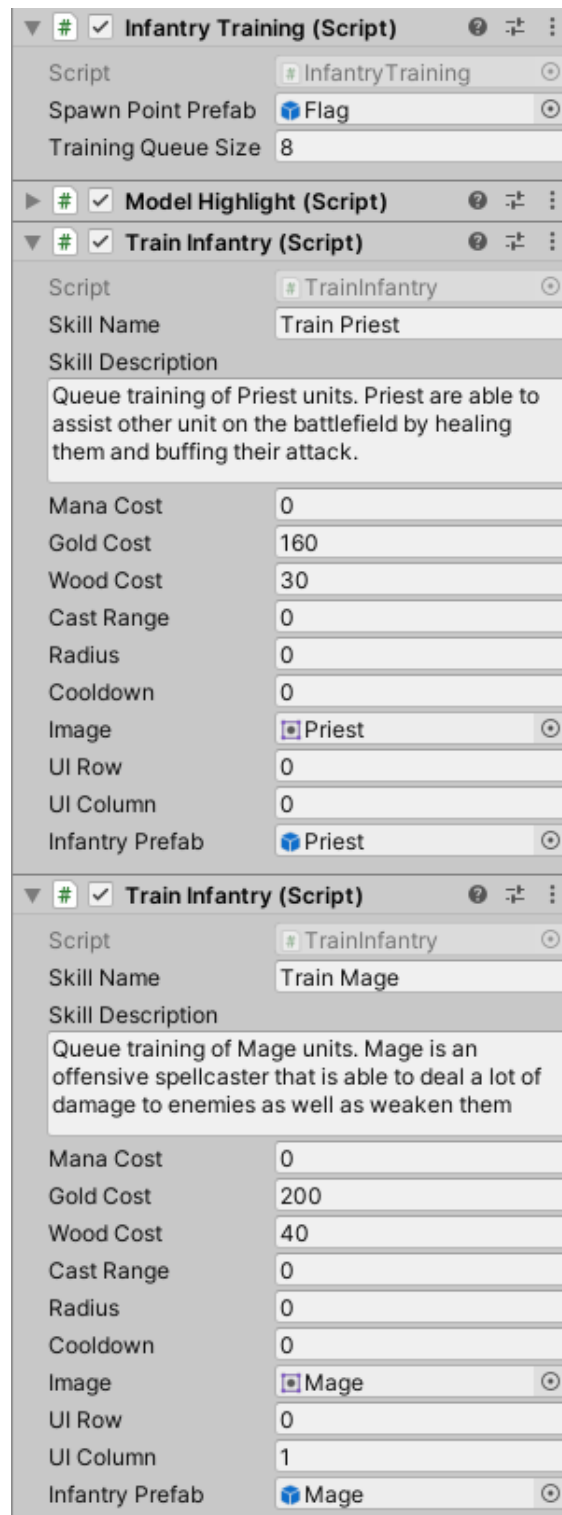 Infantry Training (Script)
Script InfantryTraining
Spawn Point Prefab Flag
Training Queue Size 8
Model Highlight (Script)
Train Infantry (Script)
Script TrainInfantry
Skill Name Train Priest
Skill Description
Queue training of Priest units. Priest are able to
assist other unit on the battlefield by healing
them and buffing their attack.
Mana Cost 0
Gold Cost 160
Wood Cost 30
Cast Range 0
Radius 0
Cooldown 0
Image Priest
UI Row 0
UI Column 0
Infantry Prefab Priest
Train Infantry (Script)
Script TrainInfantry
Skill Name Train Mage
Skill Description
Queue training of Mage units. Mage is an
offensive spellcaster that is able to deal a lot of
damage to enemies as well as weaken them
Mana Cost 0
Gold Cost 200
Wood Cost 40
Cast Range 0
Radius 0
Cooldown 0
Image Mage
UI Row 0
UI Column 1
Infantry Prefab Mage